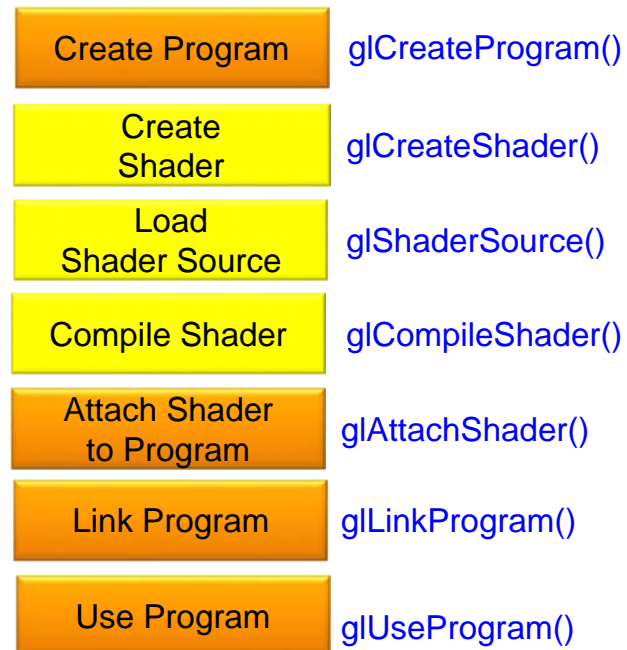 Create Program glCreateProgram()
Create
Shader
glCreateShader()
Load
Shader Source
glShaderSource()
Compile Shader glCompileShader()
Attach Shader
to Program
glAttachShader()
Link Program glLinkProgram()
Use Program glUseProgram()